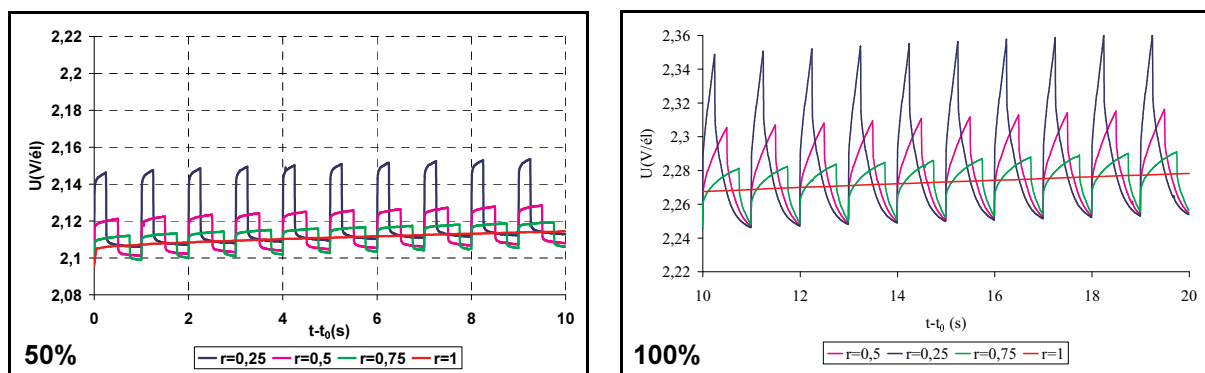 U(V/él)
2,22
2,2
2,18
2,16
2,14
2,12
2,1
2,08
0 2 4 6 8 10
t-t0(s)
50%
r=0,25 r=0,5 r=0,75 r=1
U(V/él)
2,36
2,34
2,32
2,3
2,28
2,26
2,24
2,22
10 12 14 16 18 20
t-t0 (s)
100%
r=0,5 r=0,25 r=0,75 r=1